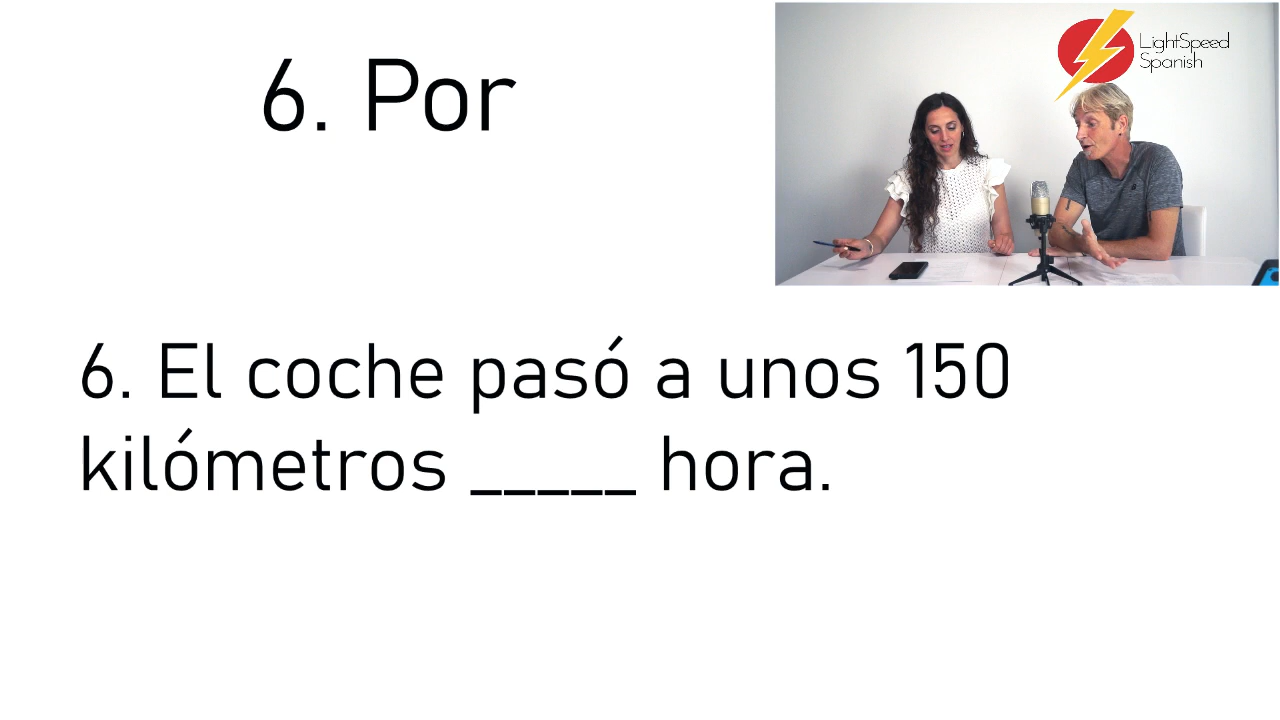 6. Por
LightSpeed
Spanish
6. El coche pasó a unos 150
kilómetros _____ hora.